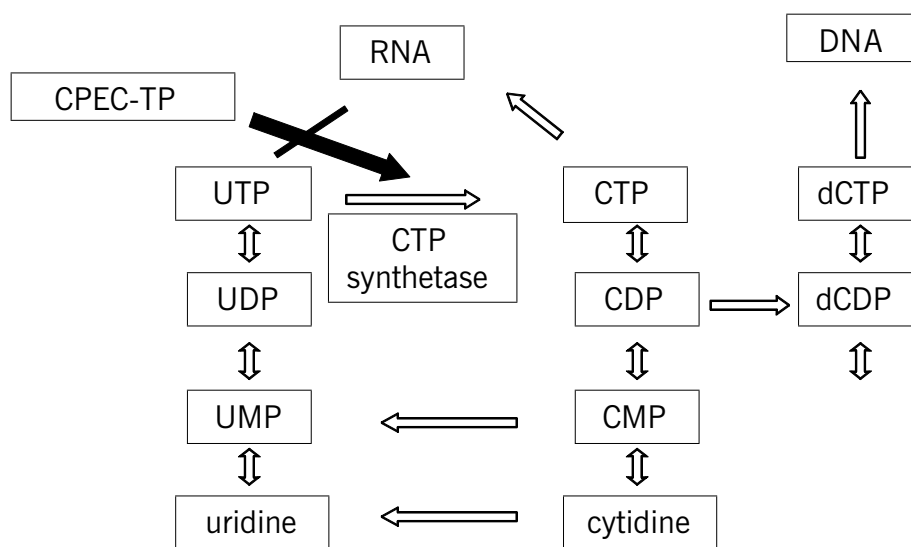 RNA
DNA
CPEC-TP
UTP
CTP
dCTP
CTP
synthetase
UDP
CDP
dCDP
UMP
CMP
uridine
cytidine